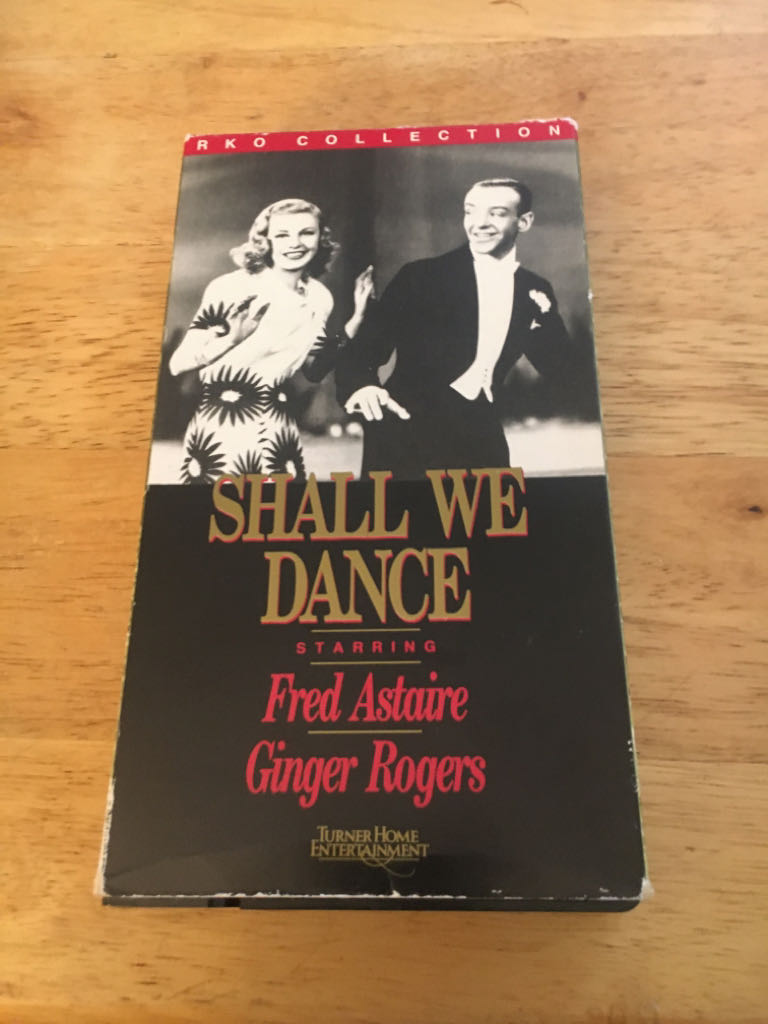 RKO COLLECTION
SHALL WE
DANCE
STARRING
Fred Astaire
Ginger Rogers
TURNER HOME
ENTERTAINMENT